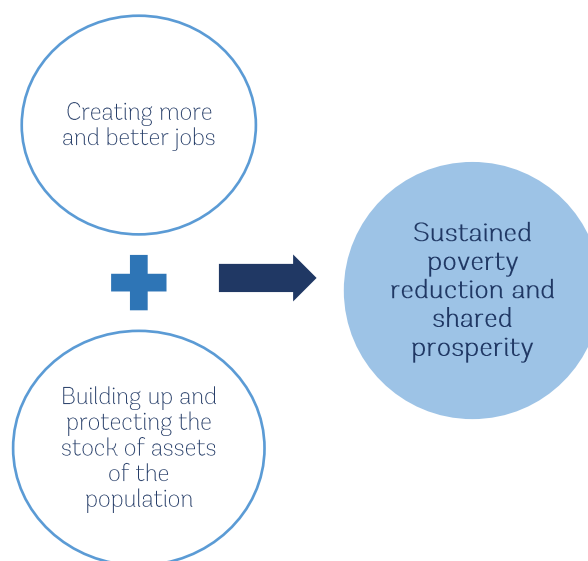 Creating more
and better jobs
Building up and
protecting the
stock of assets
of the
population
Sustained
poverty
reduction and
shared
prosperity